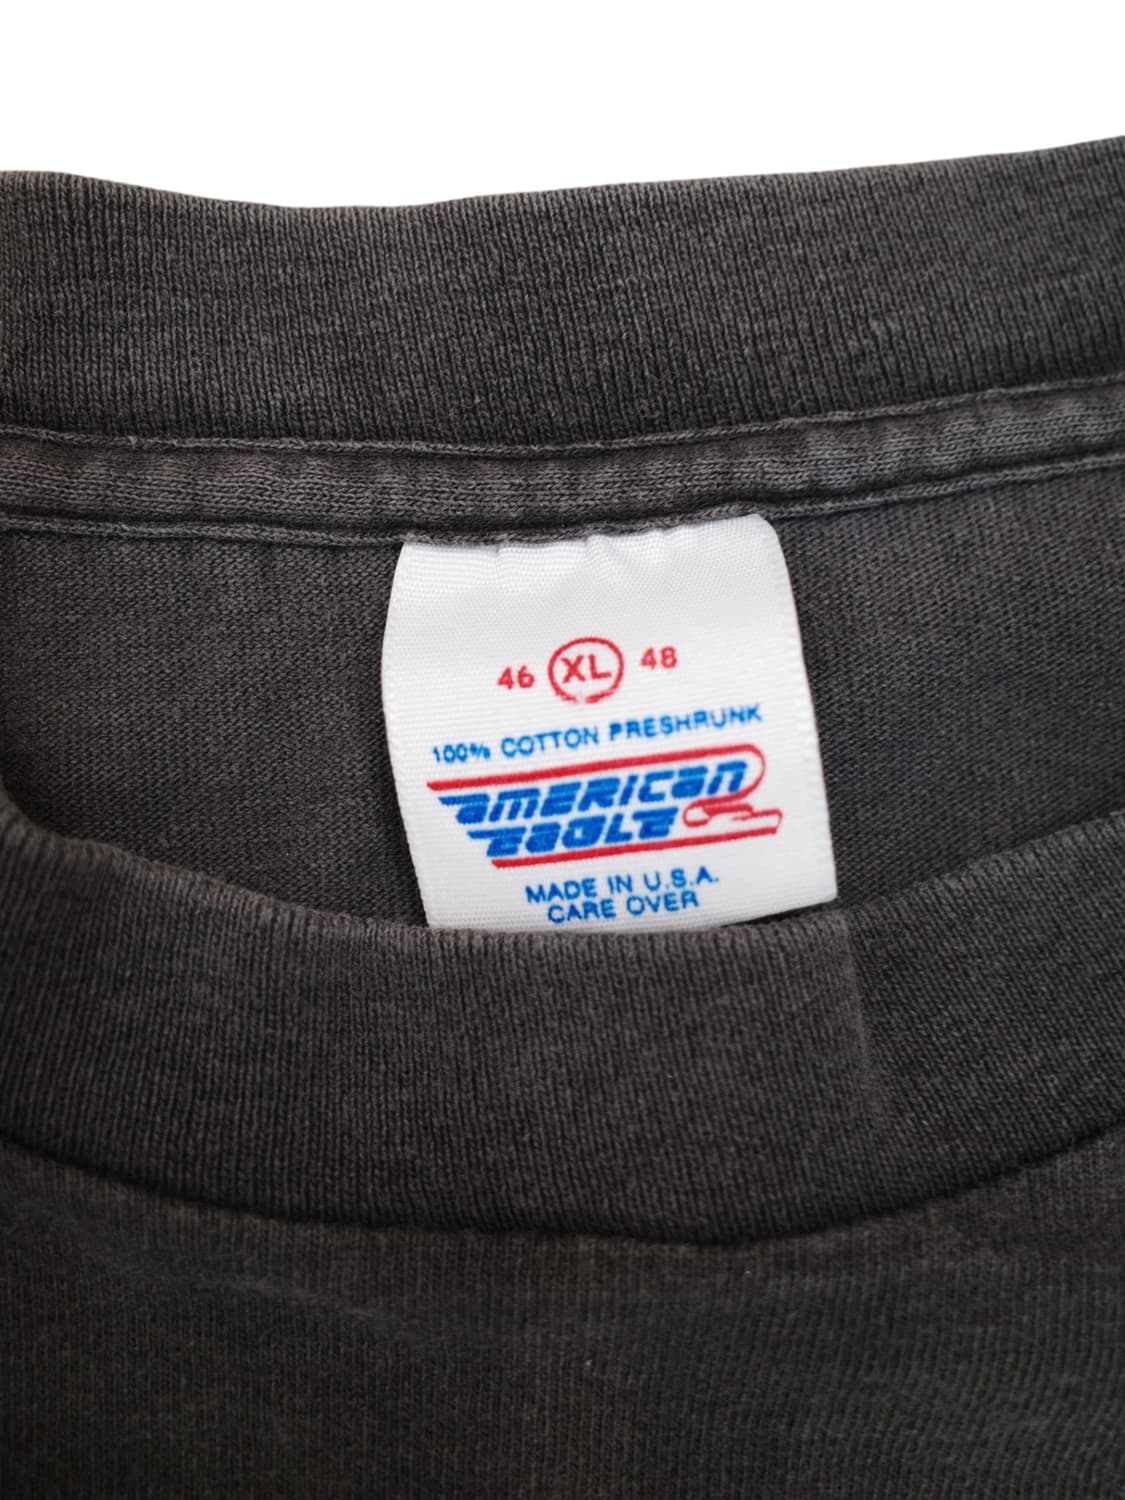 46 XL 48
100% COTTON PRESHRUNK
AMERICAN
EAGLE
MADE IN U.S.A.
CARE OVER